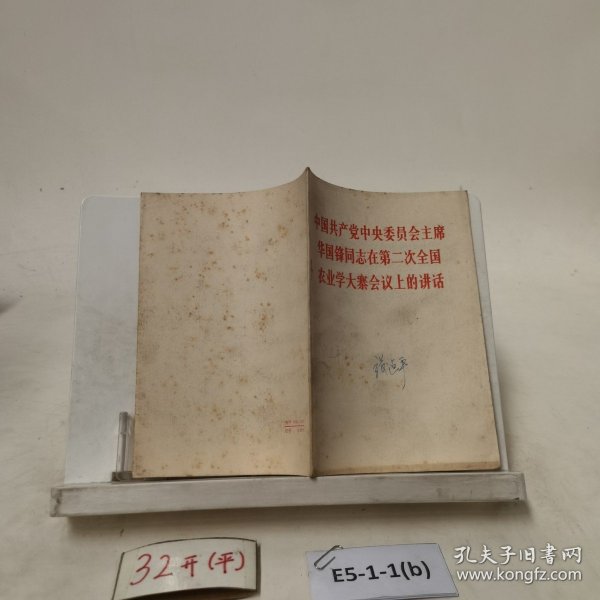 中国共产党中央委员会主席
华国锋同志在第二次全国
农业学大寨会议上的讲话
32开(平)
E5-1-1(b)
孔夫子旧书网
www.kongfz.com